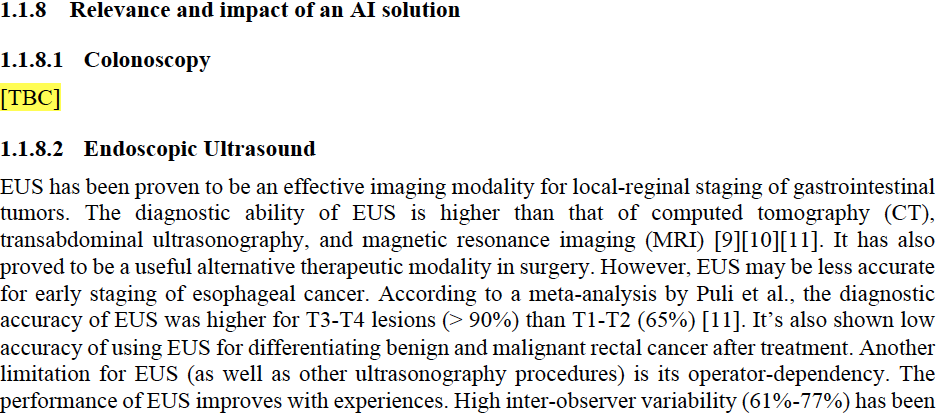 1.1.8 Relevance and impact of an AI solution
1.1.8.1 Colonoscopy
[TBC]
1.1.8.2 Endoscopic Ultrasound
EUS has been proven to be an effective imaging modality for local-reginal staging of gastrointestinal
tumors. The diagnostic ability of EUS is higher than that of computed tomography (CT),
transabdominal ultrasonography, and magnetic resonance imaging (MRI) [9][10][11]. It has also
proved to be a useful alternative therapeutic modality in surgery. However, EUS may be less accurate
for early staging of esophageal cancer. According to a meta-analysis by Puli et al., the diagnostic
accuracy of EUS was higher for T3-T4 lesions (> 90%) than T1-T2 (65%) [11]. It’s also shown low
accuracy of using EUS for differentiating benign and malignant rectal cancer after treatment. Another
limitation for EUS (as well as other ultrasonography procedures) is its operator-dependency. The
performance of EUS improves with experiences. High inter-observer variability (61%-77%) has been